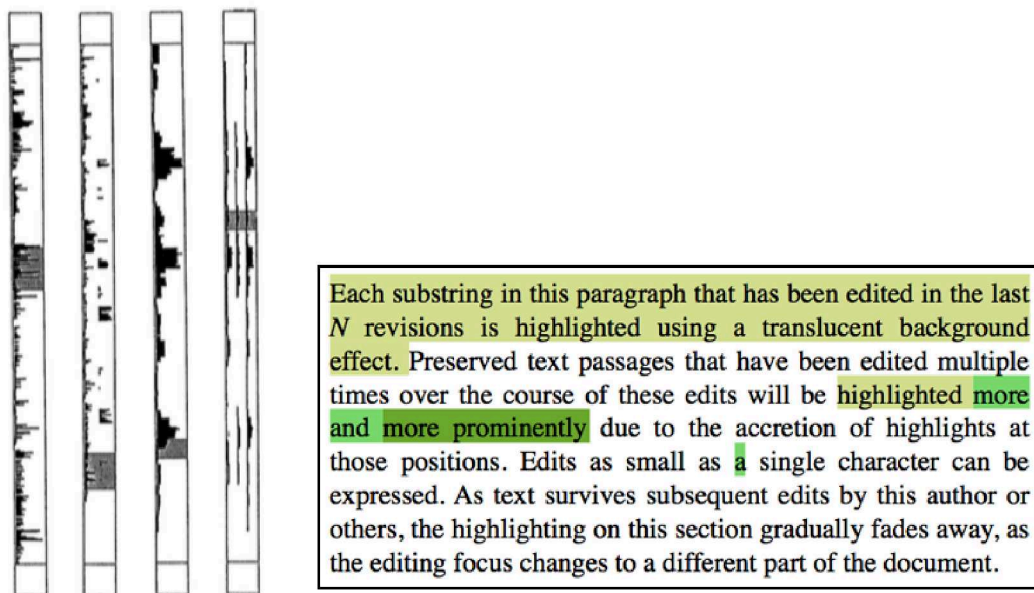 Each substring in this paragraph that has been edited in the last
N revisions is highlighted using a translucent background
effect. Preserved text passages that have been edited multiple
times over the course of these edits will be highlighted more
and more prominently due to the accretion of highlights at
those positions. Edits as small as a single character can be
expressed. As text survives subsequent edits by this author or
others, the highlighting on this section gradually fades away, as
the editing focus changes to a different part of the document.